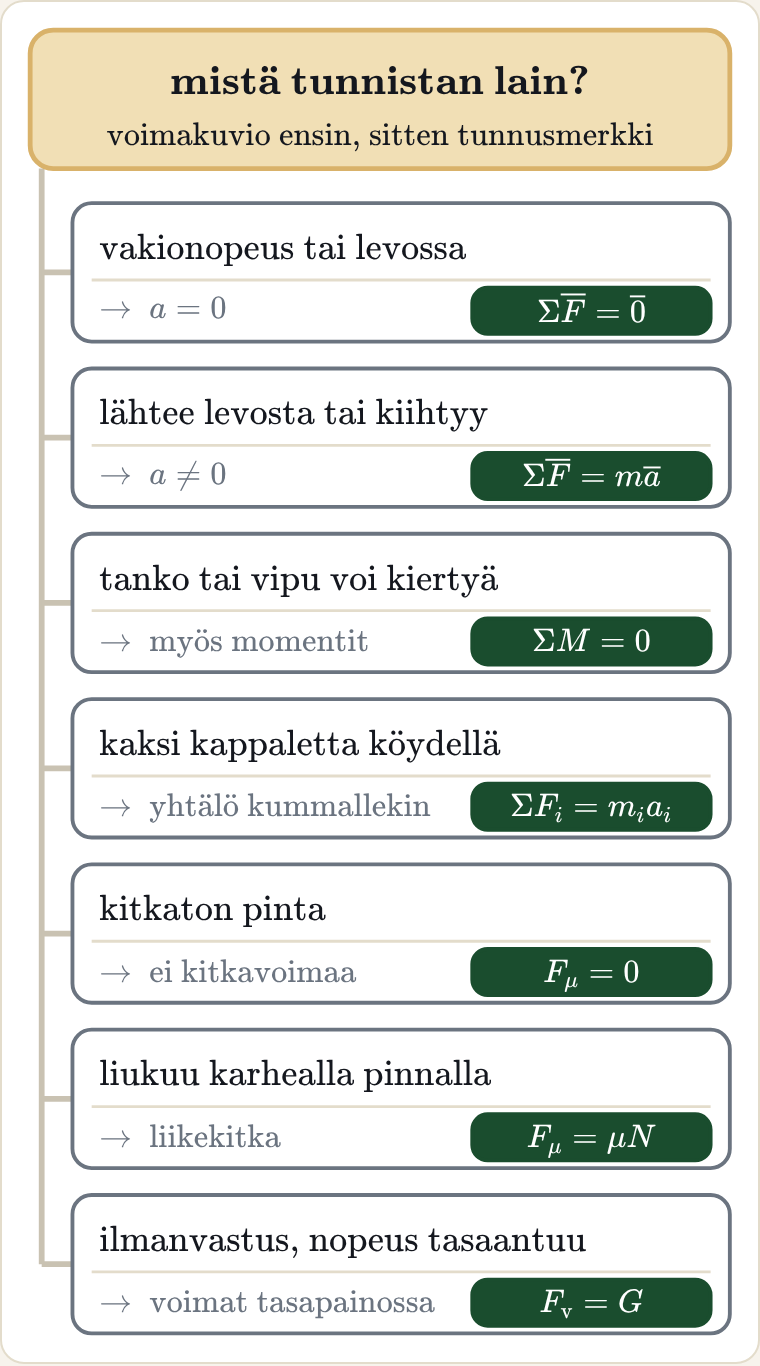 mistä tunnistan lain?
voimakuvio ensin, sitten tunnusmerkki
vakionopeus tai levossa
→ a = 0 ΣF̅ = 0̅
lähtee levosta tai kiihtyy
→ a ≠ 0 ΣF̅ = ma̅
tanko tai vipu voi kiertyä
→ myös momentit ΣM = 0
kaksi kappaletta köydellä
→ yhtälö kummallekin ΣFᵢ = mᵢaᵢ
kitkaton pinta
→ ei kitkavoimaa F_μ = 0
liukuu karhealla pinnalla
→ liikekitka F_μ = μN
ilmanvastus, nopeus tasaantuu
→ voimat tasapainossa F_v = G